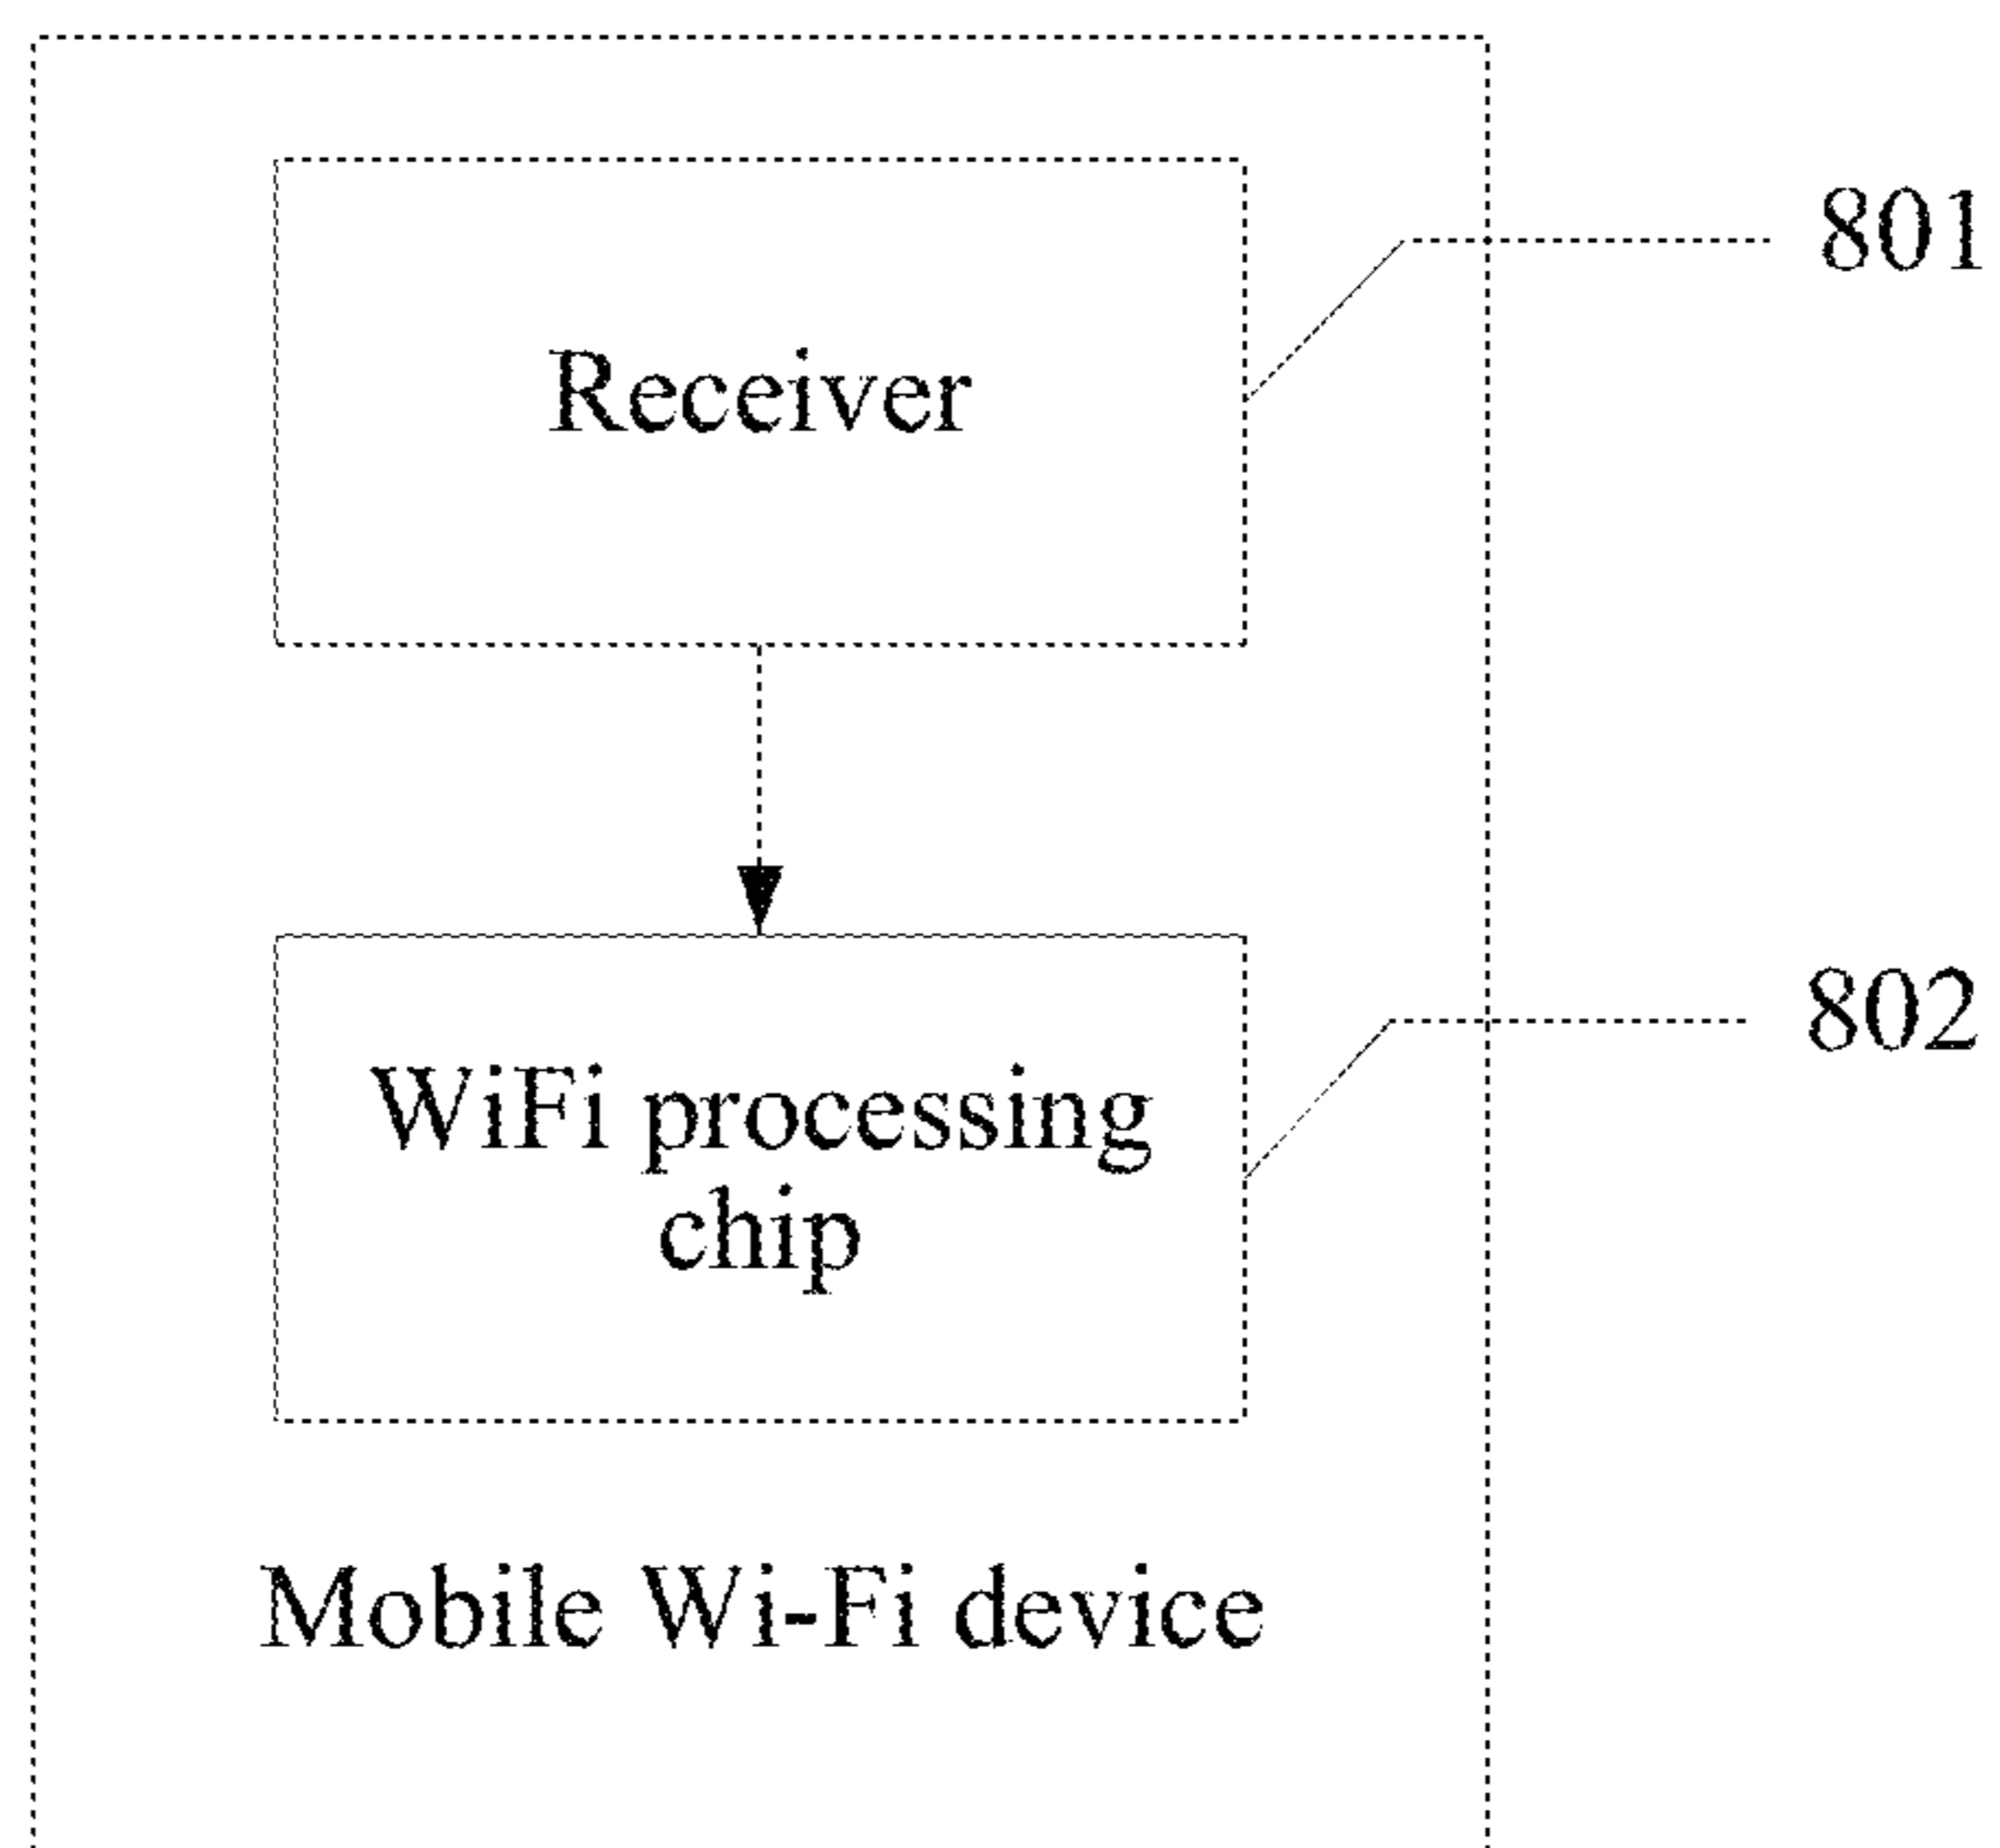 Receiver
801
WiFi processing
chip
802
Mobile Wi-Fi device